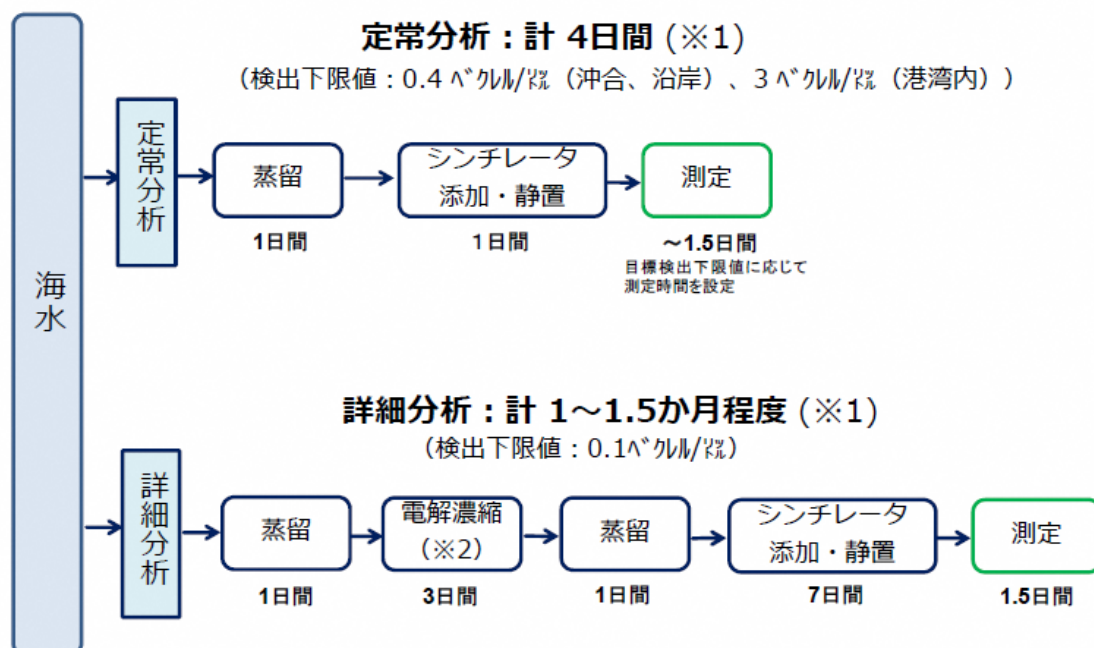 海水
定常分析:計 4日間 (※1)
(検出下限値:0.4 ﾍﾞｸﾚﾙ/㍑(沖合、沿岸)、3 ﾍﾞｸﾚﾙ/㍑(港湾内))
定常分析
蒸留
1日間
シンチレータ
添加・静置
1日間
測定
～1.5日間
目標検出下限値に応じて
測定時間を設定
詳細分析:計 1～1.5か月程度 (※1)
(検出下限値:0.1ﾍﾞｸﾚﾙ/㍑)
詳細分析
蒸留
1日間
電解濃縮
(※2)
3日間
蒸留
1日間
シンチレータ
添加・静置
7日間
測定
1.5日間